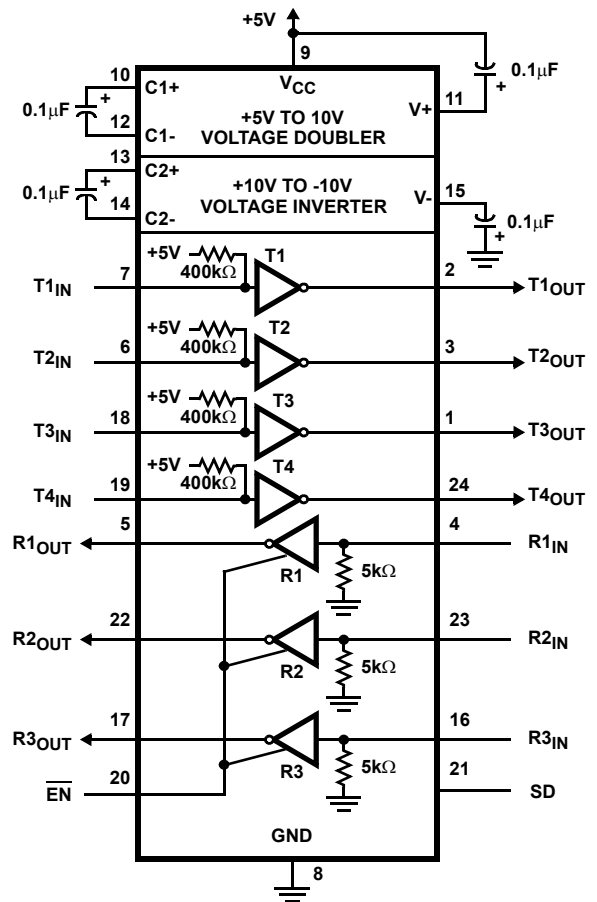 +5V
9
10
C1+
VCC
0.1µF
+
0.1µF
+
+5V TO 10V
VOLTAGE DOUBLER
V+
11
12
C1-
13
C2+
0.1µF
+
+10V TO -10V
VOLTAGE INVERTER
V-
15
14
C2-
0.1µF
+
+5V
400kΩ
T1
T1IN
7
2
T1OUT
+5V
400kΩ
T2
T2IN
6
3
T2OUT
+5V
400kΩ
T3
T3IN
18
1
T3OUT
+5V
400kΩ
T4
T4IN
19
24
T4OUT
R1OUT
5
4
R1IN
R1
5kΩ
R2OUT
22
23
R2IN
R2
5kΩ
R3OUT
17
16
R3IN
R3
5kΩ
EN
20
21
SD
GND
8